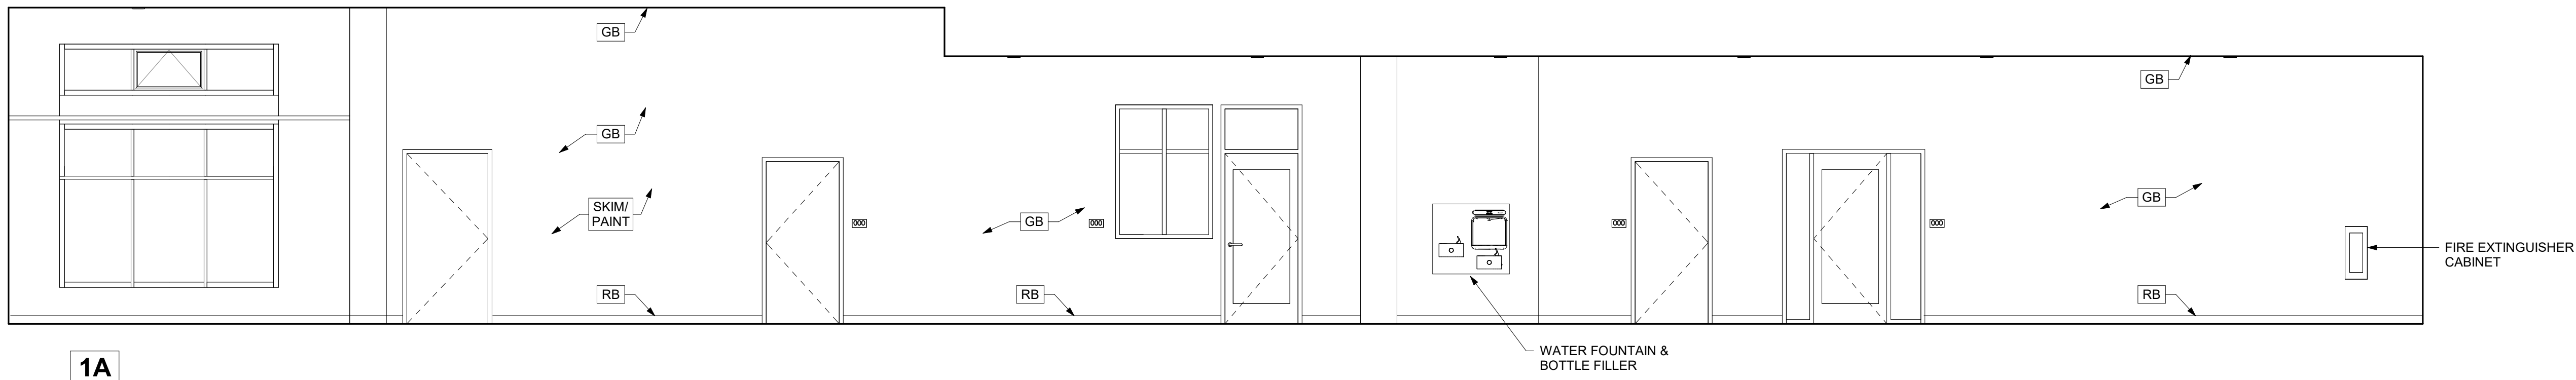 GB
GB
GB
SKIM/
PAINT
GB
GB
FIRE EXTINGUISHER
CABINET
RB
RB
RB
WATER FOUNTAIN &
BOTTLE FILLER
1A